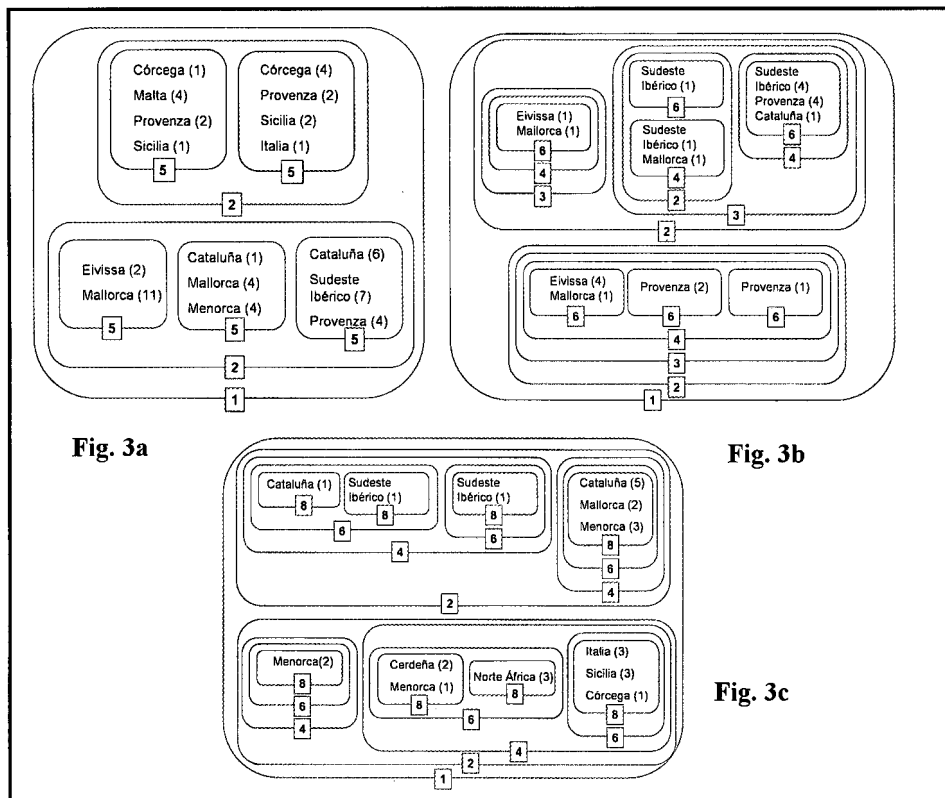 Córcega (1)
Malta (4)
Provenza (2)
Sicilia (1)
5
Córcega (4)
Provenza (2)
Sicilia (2)
Italia (1)
5
2
Eivissa (2)
Mallorca (11)
5
Cataluña (1)
Mallorca (4)
Menorca (4)
5
Cataluña (6)
Sudeste
Ibérico (7)
Provenza (4)
5
2
1
Fig. 3a
Eivissa (1)
Mallorca (1)
6
4
3
Sudeste
Ibérico (1)
6
Sudeste
Ibérico (1)
Mallorca (1)
4
2
Sudeste
Ibérico (4)
Provenza (4)
Cataluña (1)
6
4
3
2
Eivissa (4)
Mallorca (1)
6
Provenza (2)
6
Provenza (1)
6
4
3
2
1
Fig. 3b
Cataluña (1)
8
Sudeste
Ibérico (1)
8
6
Sudeste
Ibérico (1)
8
6
4
Cataluña (5)
Mallorca (2)
Menorca (3)
8
6
4
2
Menorca(2)
8
6
4
Cerdeña (2)
Menorca (1)
8
Norte África (3)
8
6
Italia (3)
Sicilia (3)
Córcega (1)
8
6
4
2
1
Fig. 3c